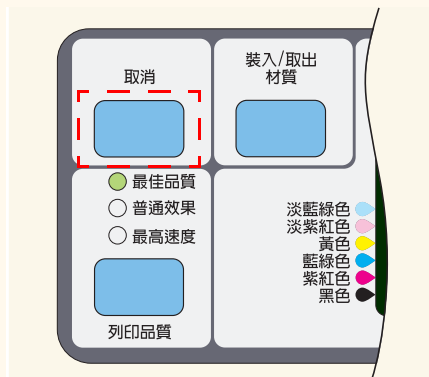 取消
裝入/取出
材質
最佳品質
普通效果
最高速度
列印品質
淡藍綠色
淡紫紅色
黃色
藍綠色
紫紅色
黑色